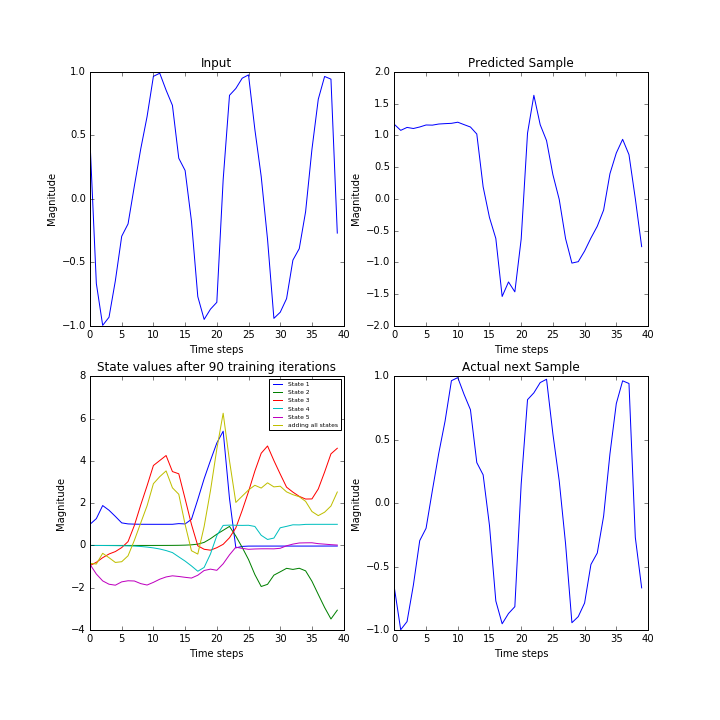 Input
Magnitude
1.0
0.5
0.0
−0.5
−1.0
0 5 10 15 20 25 30 35 40
Time steps
Predicted Sample
Magnitude
2.0
1.5
1.0
0.5
0.0
−0.5
−1.0
−1.5
−2.0
0 5 10 15 20 25 30 35 40
Time steps
State values after 90 training iterations
Magnitude
8
6
4
2
0
−2
−4
State 1
State 2
State 3
State 4
State 5
adding all states
0 5 10 15 20 25 30 35 40
Time steps
Actual next Sample
Magnitude
1.0
0.5
0.0
−0.5
−1.0
0 5 10 15 20 25 30 35 40
Time steps